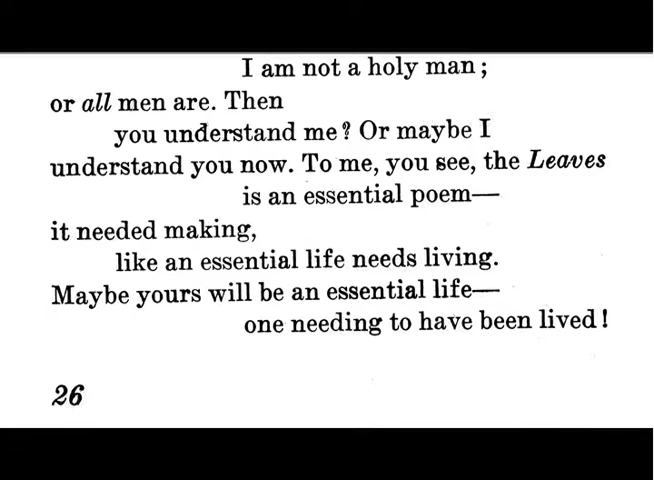 I am not a holy man;
or all men are. Then
you understand me? Or maybe I
understand you now. To me, you see, the Leaves
is an essential poem—
it needed making,
like an essential life needs living.
Maybe yours will be an essential life—
one needing to have been lived!
26